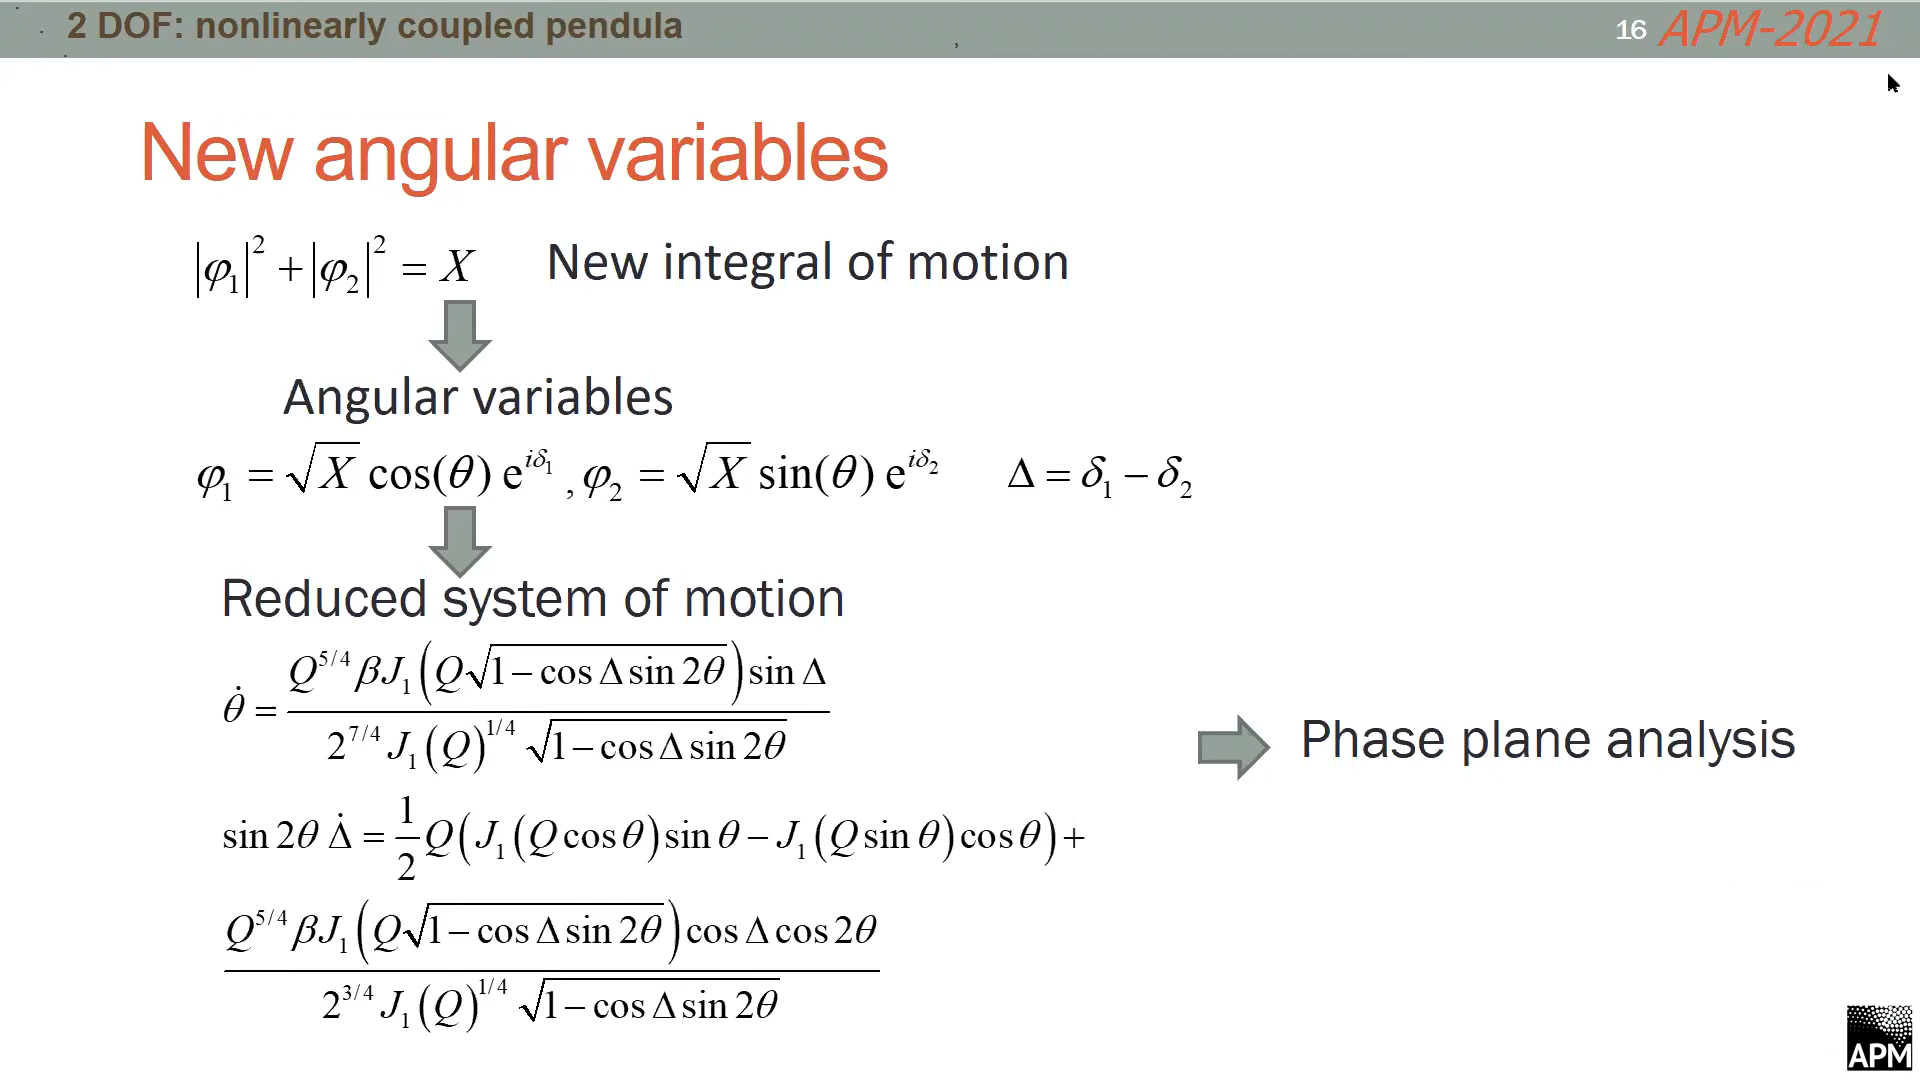 2 DOF: nonlinearly coupled pendula
16 APM-2021
New angular variables
|φ₁|² + |φ₂|² = X New integral of motion
Angular variables
φ₁ = √X cos(θ) e^{iδ₁}, φ₂ = √X sin(θ) e^{iδ₂} Δ = δ₁ − δ₂
Reduced system of motion
θ̇ = Q^{5/4} β J₁(Q√(1 − cos Δ sin 2θ)) sin Δ / 2^{7/4} J₁(Q)^{1/4} √(1 − cos Δ sin 2θ)
Phase plane analysis
sin 2θ Δ̇ = 1/2 Q(J₁(Q cos θ) sin θ − J₁(Q sin θ) cos θ) +
Q^{5/4} β J₁(Q√(1 − cos Δ sin 2θ)) cos Δ cos 2θ / 2^{3/4} J₁(Q)^{1/4} √(1 − cos Δ sin 2θ)
APM